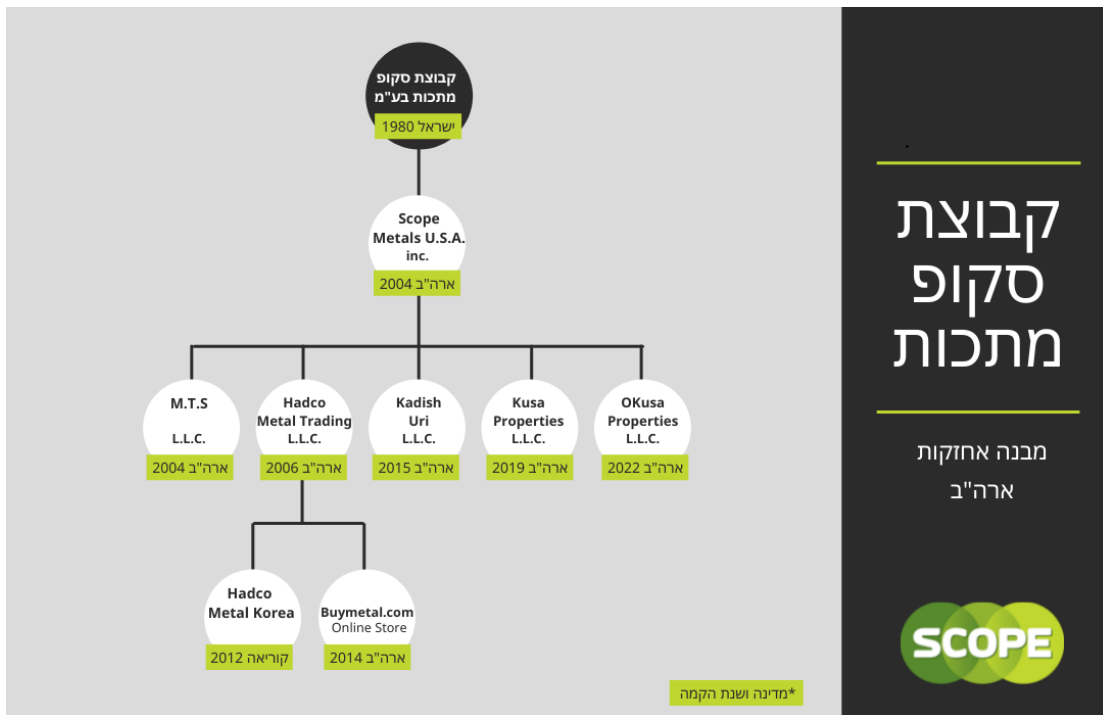 קבוצת סקופ
מתכות בע"מ
ישראל 1980
Scope
Metals U.S.A.
inc.
ארה"ב 2004
M.T.S
L.L.C.
ארה"ב 2004
Hadco
Metal Trading
L.L.C.
ארה"ב 2006
Kadish
Uri
L.L.C.
ארה"ב 2015
Kusa
Properties
L.L.C.
ארה"ב 2019
OKusa
Properties
L.L.C.
ארה"ב 2022
Hadco
Metal Korea
קוריאה 2012
Buymetal.com
Online Store
ארה"ב 2014
*מדינה ושנת הקמה
קבוצת
סקופ
מתכות
מבנה אחזקות
ארה"ב
SCOPE